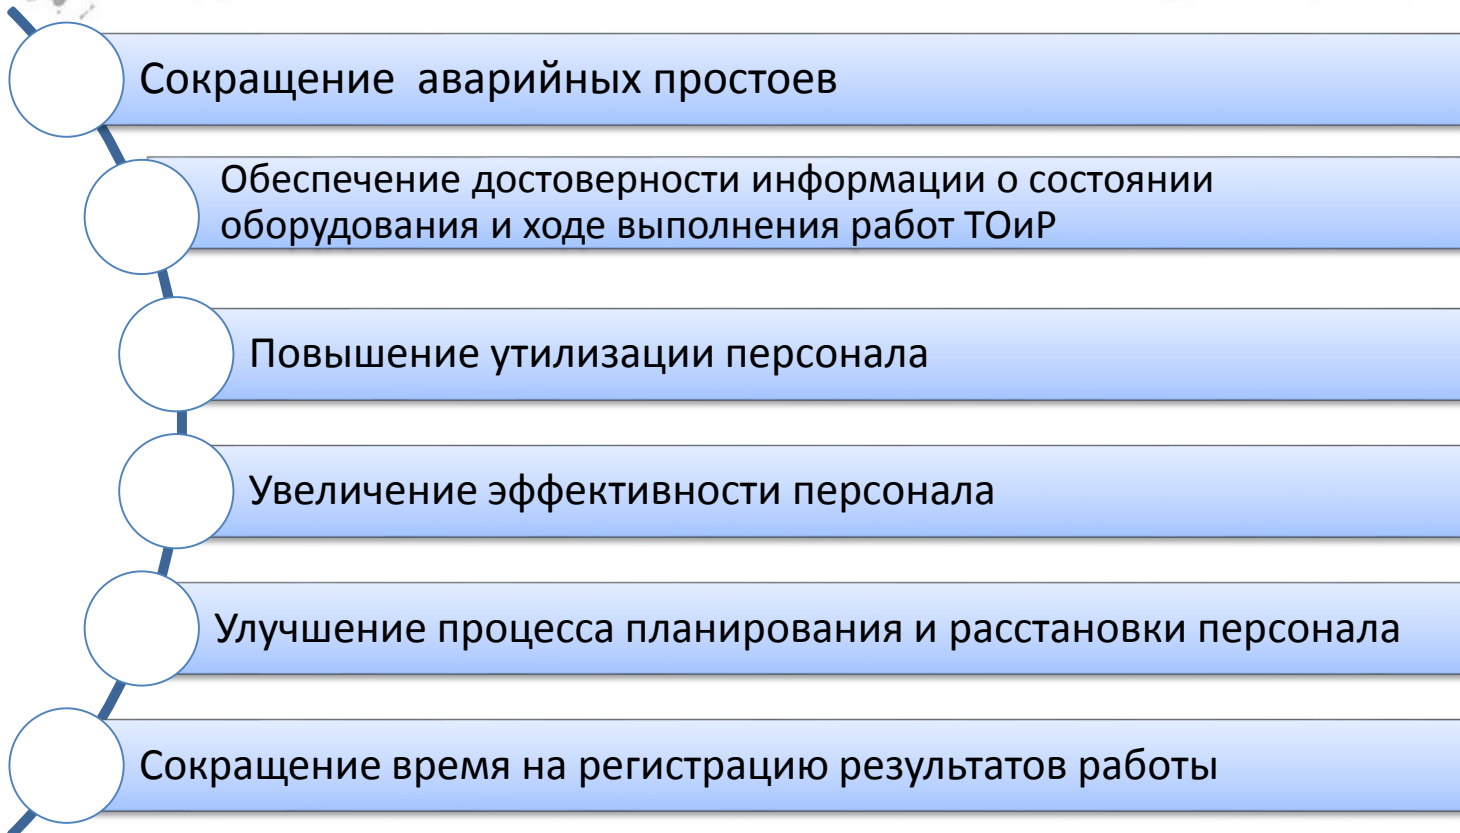 Сокращение аварийных простоев
Обеспечение достоверности информации о состоянии
оборудования и ходе выполнения работ ТОиР
Повышение утилизации персонала
Увеличение эффективности персонала
Улучшение процесса планирования и расстановки персонала
Сокращение время на регистрацию результатов работы